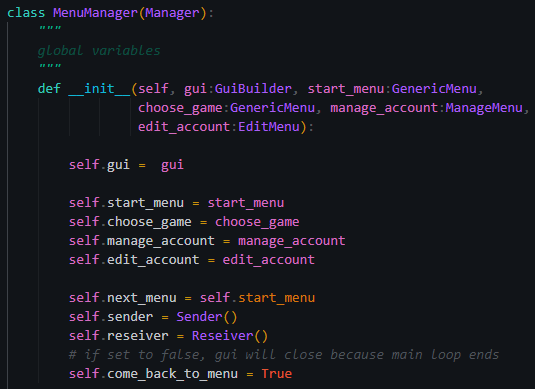 class MenuManager(Manager):
    """
    global variables
    """
    def __init__(self, gui:GuiBuilder, start_menu:GenericMenu,
                 choose_game:GenericMenu, manage_account:ManageMenu,
                 edit_account:EditMenu):
        self.gui =  gui
        self.start_menu = start_menu
        self.choose_game = choose_game
        self.manage_account = manage_account
        self.edit_account = edit_account
        self.next_menu = self.start_menu
        self.sender = Sender()
        self.reseiver = Reseiver()
        # if set to false, gui will close because main loop ends
        self.come_back_to_menu = True